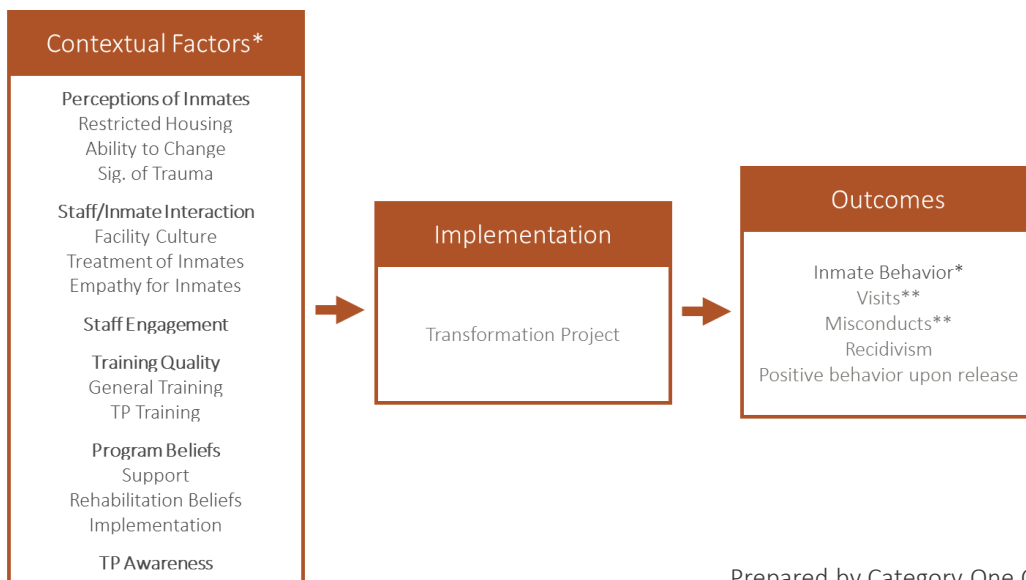 Contextual Factors*
Perceptions of Inmates
Restricted Housing
Ability to Change
Sig. of Trauma
Staff/Inmate Interaction
Facility Culture
Treatment of Inmates
Empathy for Inmates
Staff Engagement
Training Quality
General Training
TP Training
Program Beliefs
Support
Rehabilitation Beliefs
Implementation
TP Awareness
Implementation
Transformation Project
Outcomes
Inmate Behavior*
Visits**
Misconducts**
Recidivism
Positive behavior upon release
Prepared by Category One